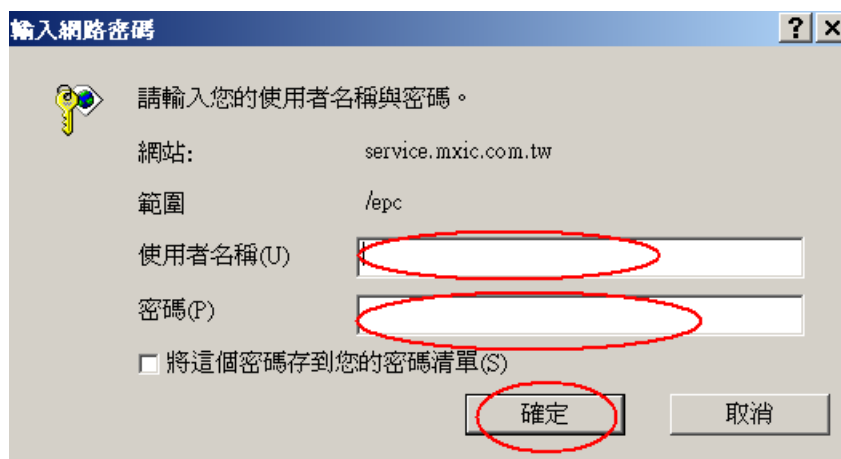 輸入網路密碼
請輸入您的使用者名稱與密碼。
網站: service.mxic.com.tw
範圍 /epc
使用者名稱(U)
密碼(P)
將這個密碼存到您的密碼清單(S)
確定 取消